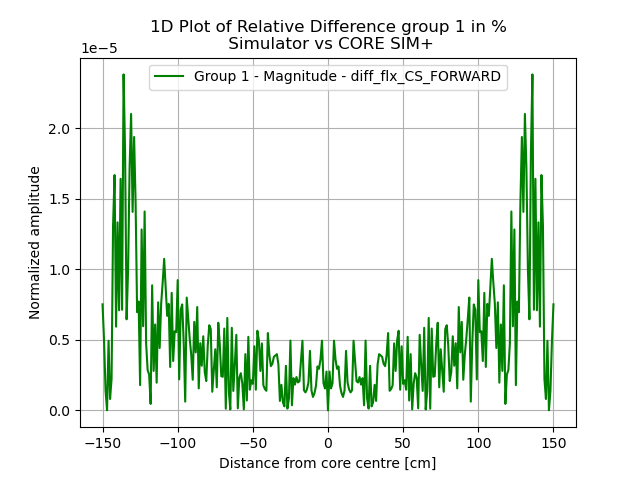 1D Plot of Relative Difference group 1 in %
Simulator vs CORE SIM+
1e−5
Group 1 - Magnitude - diff_flx_CS_FORWARD
2.0
1.5
1.0
0.5
0.0
Normalized amplitude
−150 −100 −50 0 50 100 150
Distance from core centre [cm]